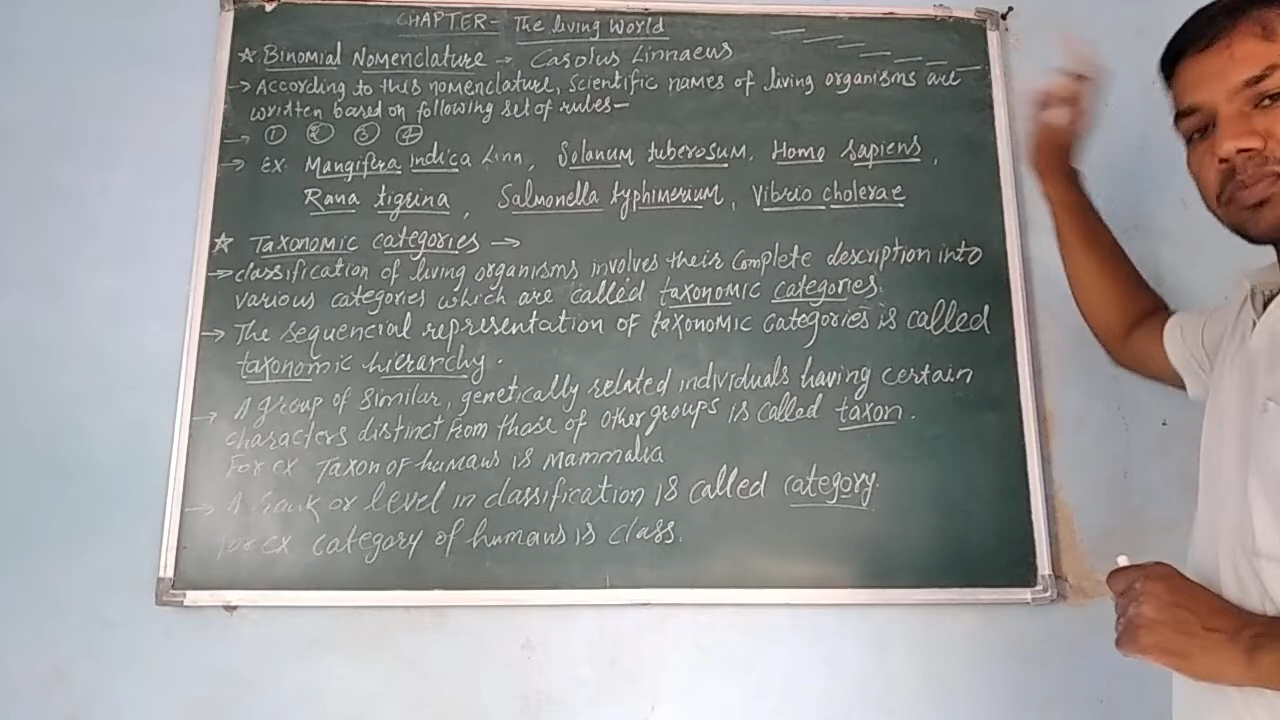 CHAPTER- The living World
☆ Binomial Nomenclature → Carolus Linnaeus
→ According to this nomenclature, scientific names of living organisms are
written based on following set of rules—
→ ① ② ③ ④
→ Ex. Mangifera indica Linn, Solanum tuberosum, Homo sapiens,
Rana tigrina, Salmonella typhimerium, Vibrio cholerae
☆ Taxonomic categories →
→ classification of living organisms involves their complete description into
various categories which are called taxonomic categories.
→ The sequencial representation of taxonomic categories is called
taxonomic hierarchy.
→ A group of similar, genetically related individuals having certain
characters distinct from those of other groups is called taxon.
For ex Taxon of humans is Mammalia
→ A rank or level in classification is called category.
For ex category of humans is class.